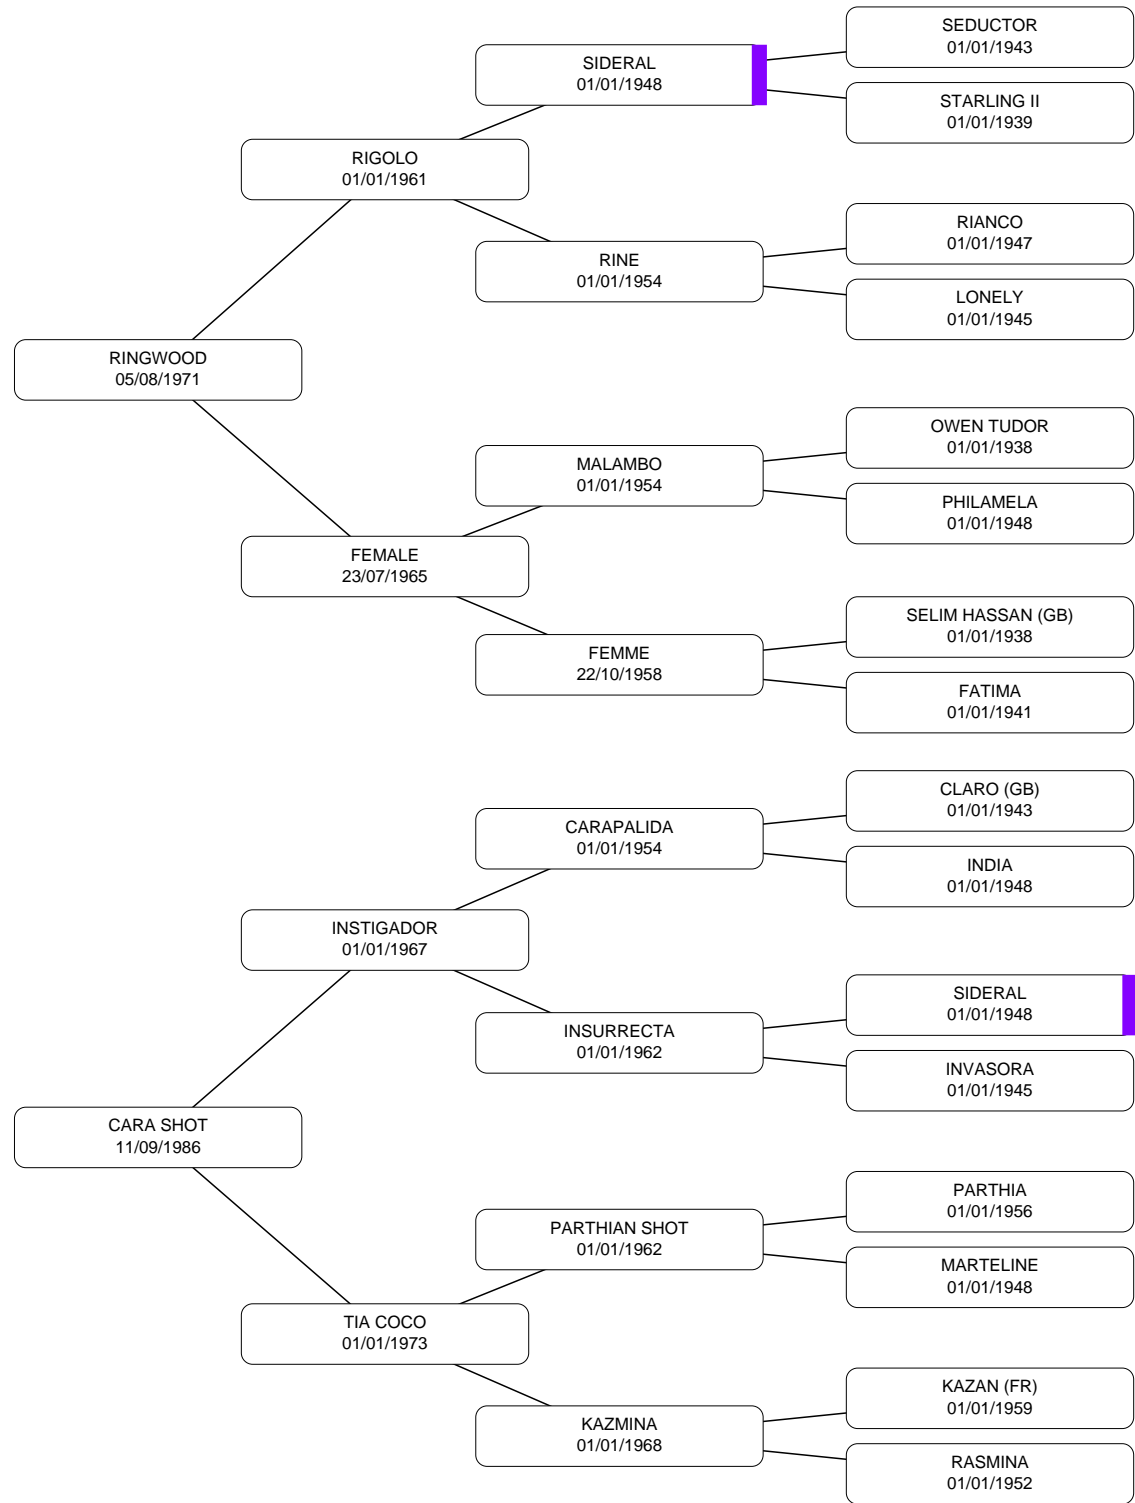 SEDUCTOR
01/01/1943
SIDERAL
01/01/1948
STARLING II
01/01/1939
RIGOLO
01/01/1961
RIANCO
01/01/1947
RINE
01/01/1954
LONELY
01/01/1945
RINGWOOD
05/08/1971
OWEN TUDOR
01/01/1938
MALAMBO
01/01/1954
PHILAMELA
01/01/1948
FEMALE
23/07/1965
SELIM HASSAN (GB)
01/01/1938
FEMME
22/10/1958
FATIMA
01/01/1941
CLARO (GB)
01/01/1943
CARAPALIDA
01/01/1954
INDIA
01/01/1948
INSTIGADOR
01/01/1967
SIDERAL
01/01/1948
INSURRECTA
01/01/1962
INVASORA
01/01/1945
CARA SHOT
11/09/1986
PARTHIA
01/01/1956
PARTHIAN SHOT
01/01/1962
MARTELINE
01/01/1948
TIA COCO
01/01/1973
KAZAN (FR)
01/01/1959
KAZMINA
01/01/1968
RASMINA
01/01/1952